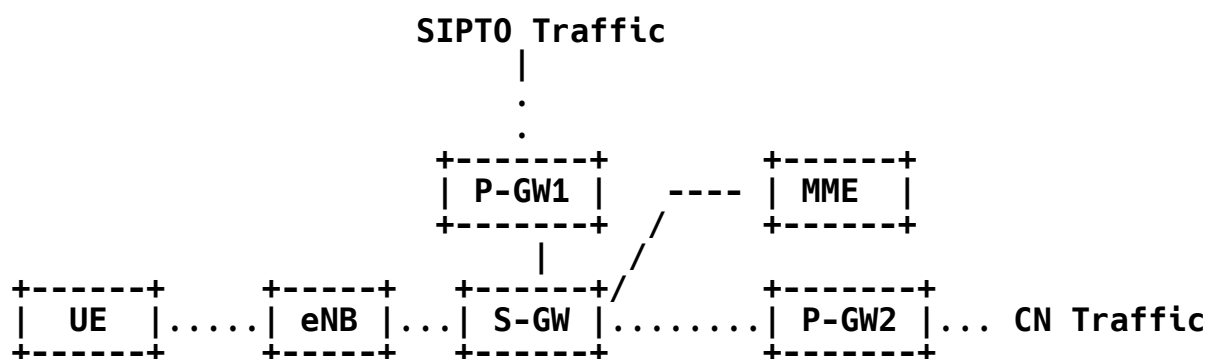 SIPTO Traffic
|
.
.
+-------+ +------+
| P-GW1 | ---- | MME |
+-------+ / +------+
| /
+------+ +-----+ +------+/ +-------+
| UE |.....| eNB |...| S-GW |........| P-GW2 |... CN Traffic
+------+ +-----+ +------+ +-------+